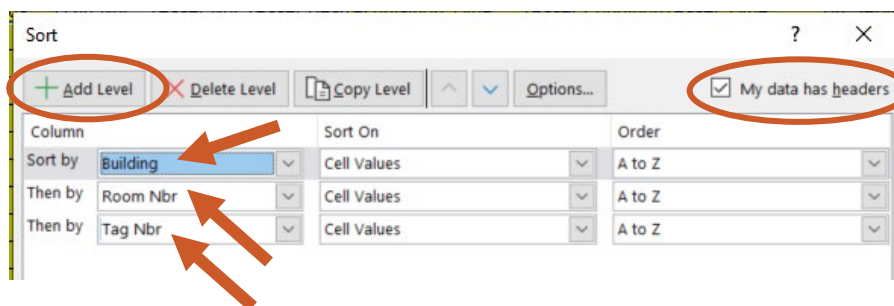 Sort ?
Add Level Delete Level Copy Level Options... My data has headers
Column Sort On Order
Sort by Building Cell Values A to Z
Then by Room Nbr Cell Values A to Z
Then by Tag Nbr Cell Values A to Z